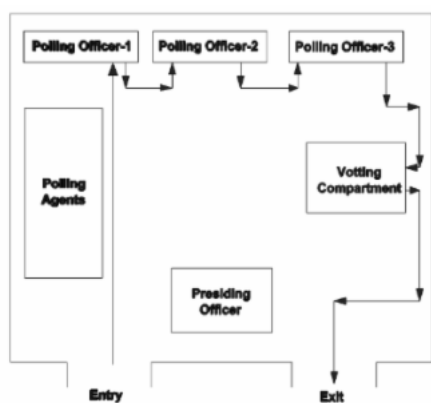 Polling Officer-1
Polling Officer-2
Polling Officer-3
Polling
Agents
Votting
Compartment
Presiding
Officer
Entry
Exit